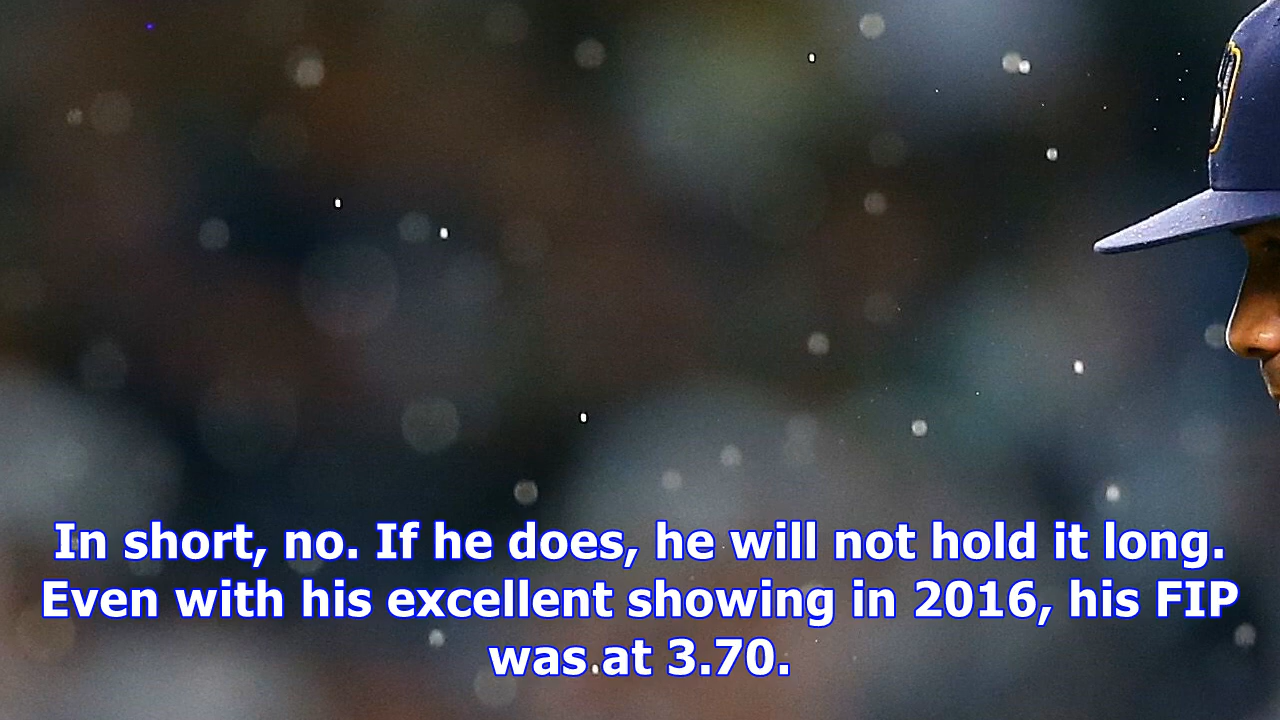 In short, no. If he does, he will not hold it long.
Even with his excellent showing in 2016, his FIP
was at 3.70.